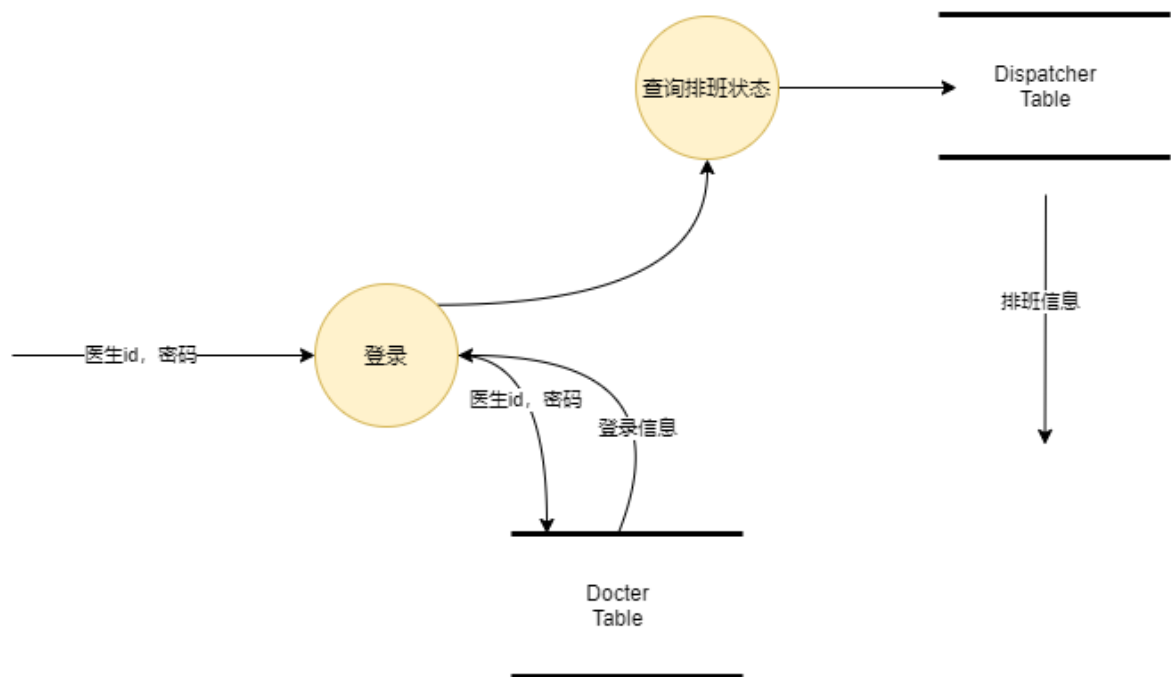 查询排班状态
Dispatcher
Table
排班信息
医生id，密码
登录
医生id，密码
登录信息
Docter
Table